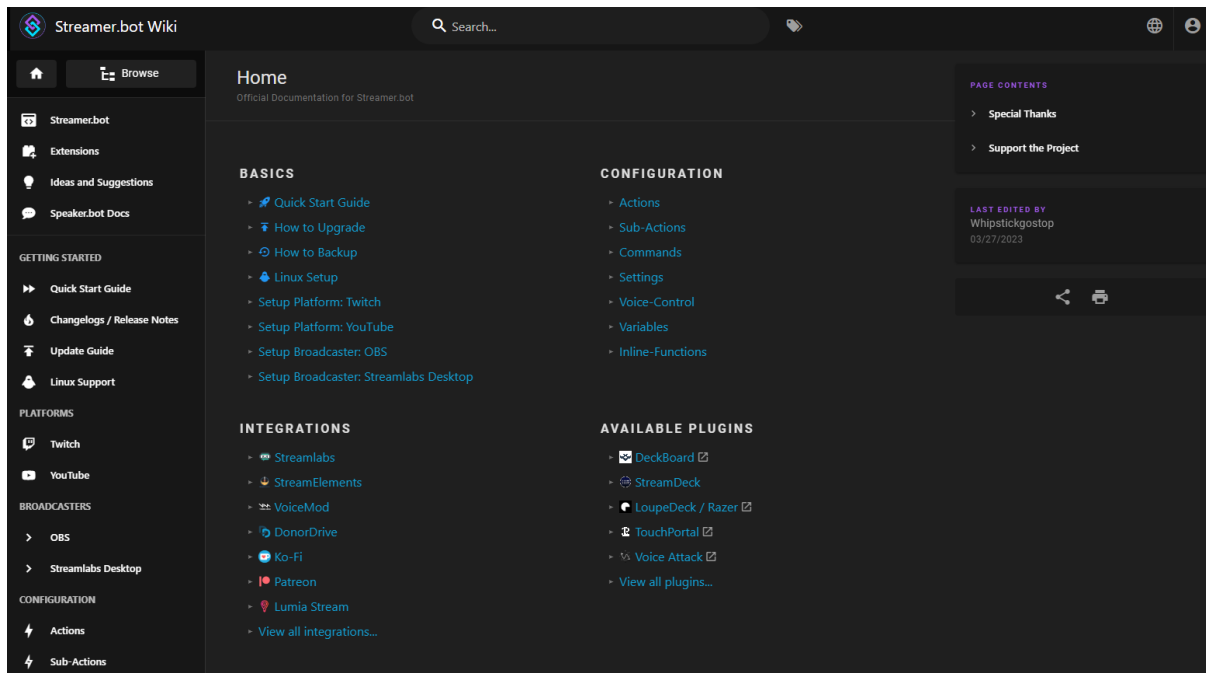 Streamer.bot Wiki
Search...
Browse
Streamer.bot
Extensions
Ideas and Suggestions
Speaker.bot Docs
GETTING STARTED
Quick Start Guide
Changelogs / Release Notes
Update Guide
Linux Support
PLATFORMS
Twitch
YouTube
BROADCASTERS
OBS
Streamlabs Desktop
CONFIGURATION
Actions
Sub-Actions
Home
Official Documentation for Streamer.bot
BASICS
Quick Start Guide
How to Upgrade
How to Backup
Linux Setup
Setup Platform: Twitch
Setup Platform: YouTube
Setup Broadcaster: OBS
Setup Broadcaster: Streamlabs Desktop
CONFIGURATION
Actions
Sub-Actions
Commands
Settings
Voice-Control
Variables
Inline-Functions
INTEGRATIONS
Streamlabs
StreamElements
VoiceMod
DonorDrive
Ko-Fi
Patreon
Lumia Stream
View all integrations...
AVAILABLE PLUGINS
DeckBoard
StreamDeck
LoupeDeck / Razer
TouchPortal
Voice Attack
View all plugins...
PAGE CONTENTS
Special Thanks
Support the Project
LAST EDITED BY
Whipstickgostop
03/27/2023